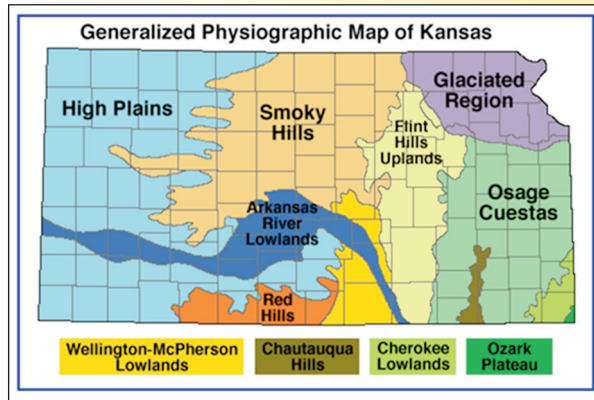 Generalized Physiographic Map of Kansas
High Plains
Smoky
Hills
Glaciated
Region
Flint
Hills
Uplands
Osage
Cuestas
Arkansas
River
Lowlands
Red
Hills
Wellington-McPherson
Lowlands
Chautauqua
Hills
Cherokee
Lowlands
Ozark
Plateau